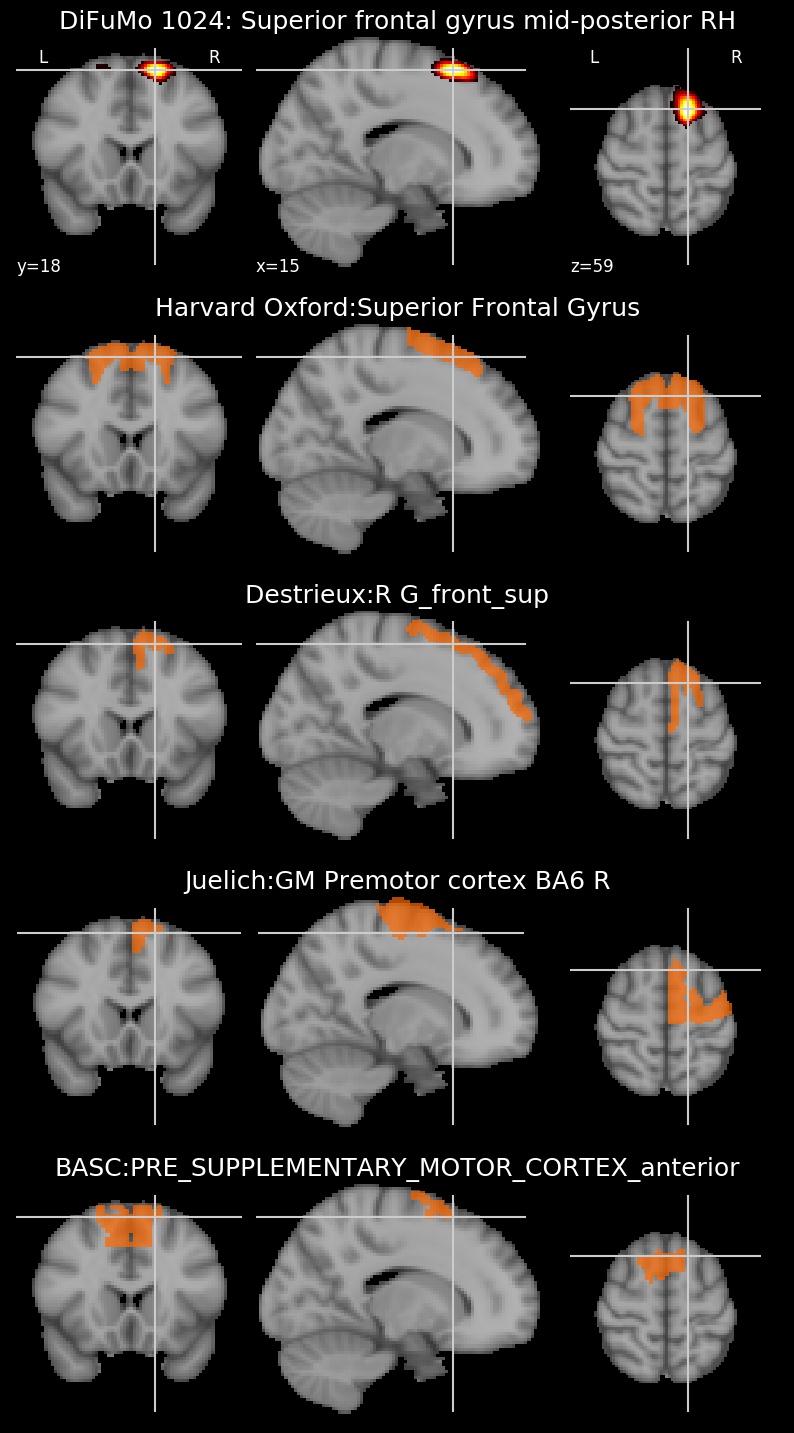 DiFuMo 1024: Superior frontal gyrus mid-posterior RH
L R L R
y=18 x=15 z=59
Harvard Oxford:Superior Frontal Gyrus
Destrieux:R G_front_sup
Juelich:GM Premotor cortex BA6 R
BASC:PRE_SUPPLEMENTARY_MOTOR_CORTEX_anterior